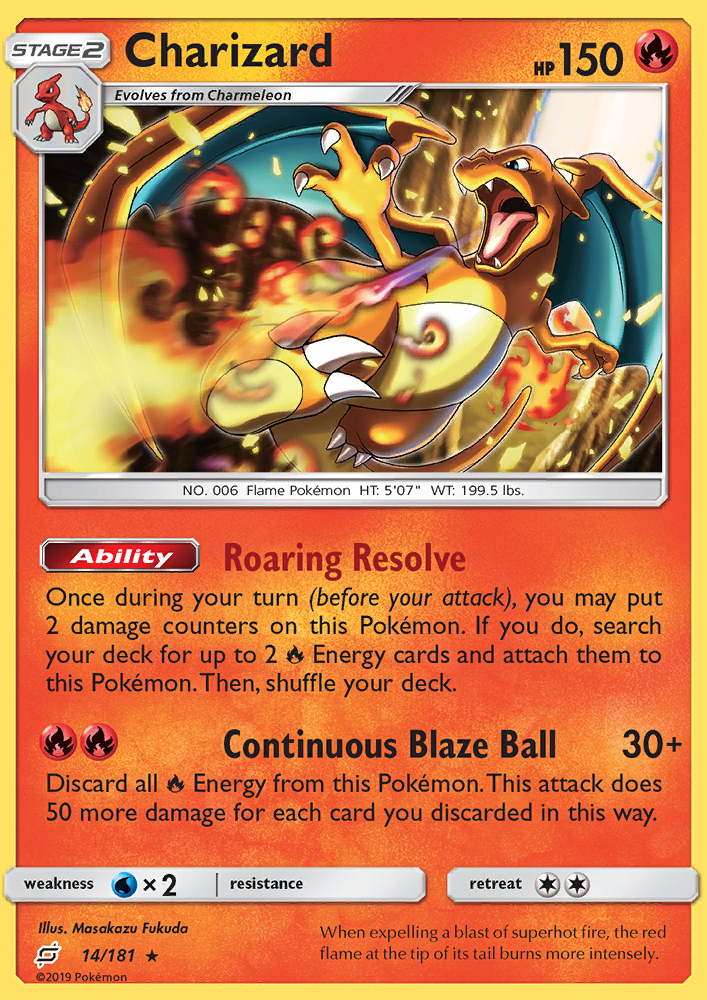 STAGE2
Charizard
HP 150
Evolves from Charmeleon
NO. 006 Flame Pokémon HT: 5'07" WT: 199.5 lbs.
Ability Roaring Resolve
Once during your turn (before your attack), you may put
2 damage counters on this Pokémon. If you do, search
your deck for up to 2 Energy cards and attach them to
this Pokémon. Then, shuffle your deck.
Continuous Blaze Ball 30+
Discard all Energy from this Pokémon. This attack does
50 more damage for each card you discarded in this way.
weakness ×2 resistance retreat
Illus. Masakazu Fukuda
14/181 ★
©2019 Pokémon
When expelling a blast of superhot fire, the red
flame at the tip of its tail burns more intensely.